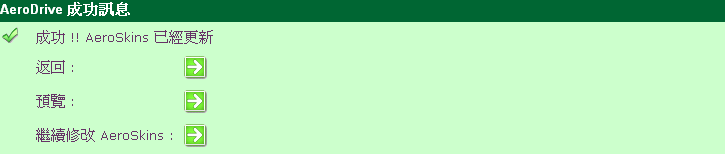 AeroDrive 成功訊息
成功 !! AeroSkins 已經更新
返回 :
預覽 :
繼續修改 AeroSkins :